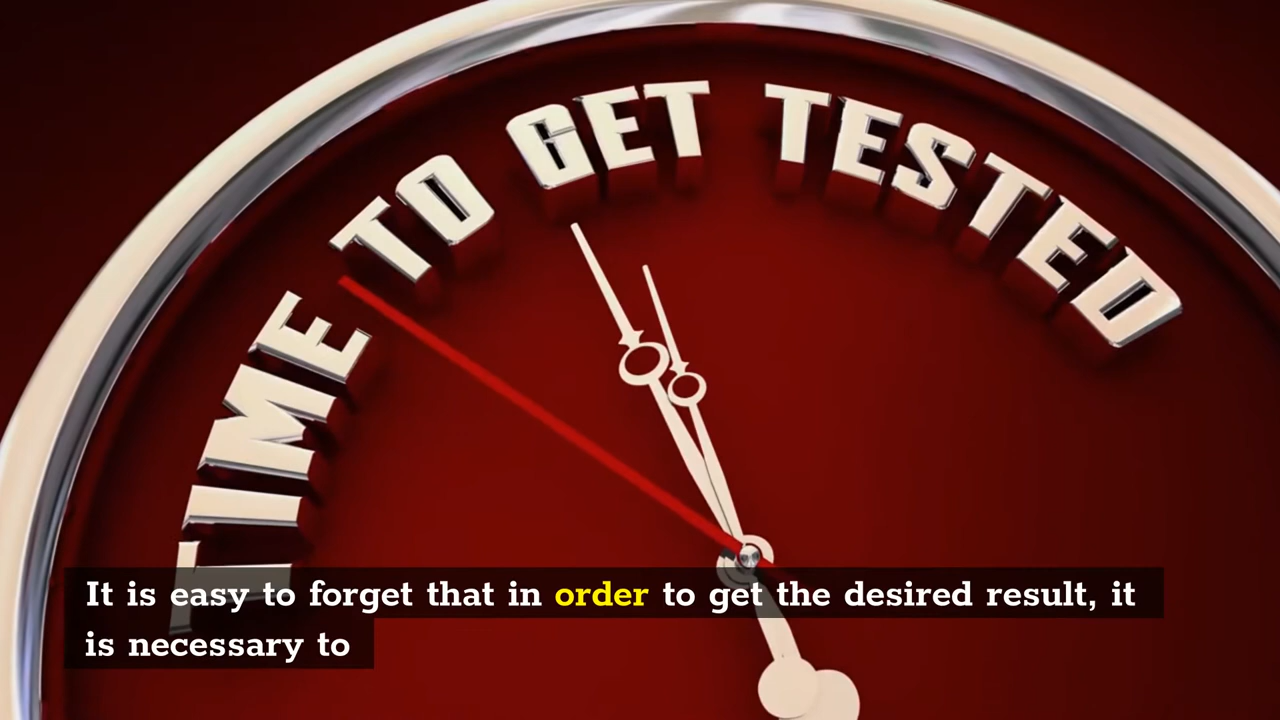 TIME TO GET TESTED
It is easy to forget that in order to get the desired result, it
is necessary to